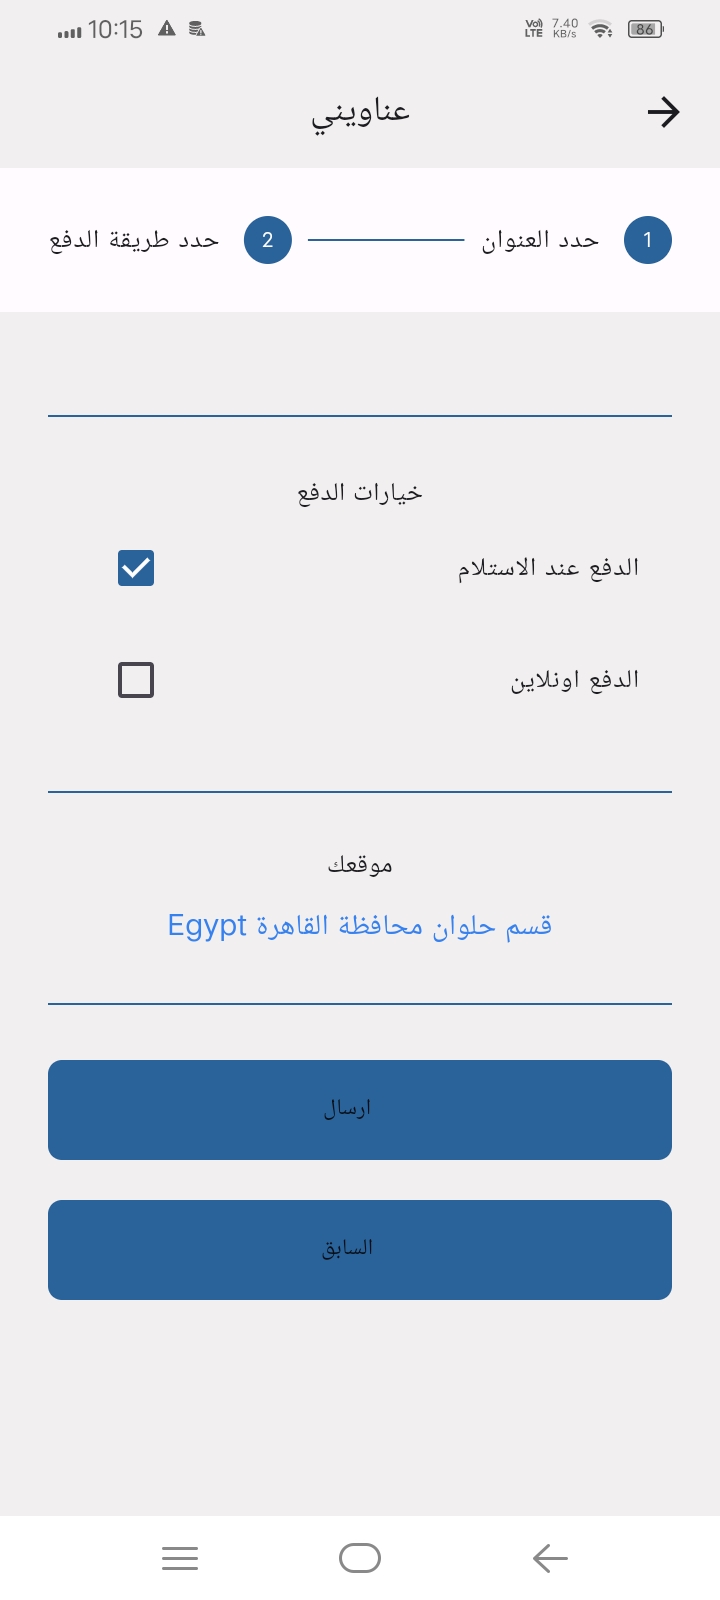 10:15 Vo) LTE 7.40 KB/s 86
عناويني
1 حدد العنوان 2 حدد طريقة الدفع
خيارات الدفع
الدفع عند الاستلام
الدفع اونلاين
موقعك
قسم حلوان محافظة القاهرة Egypt
ارسال
السابق